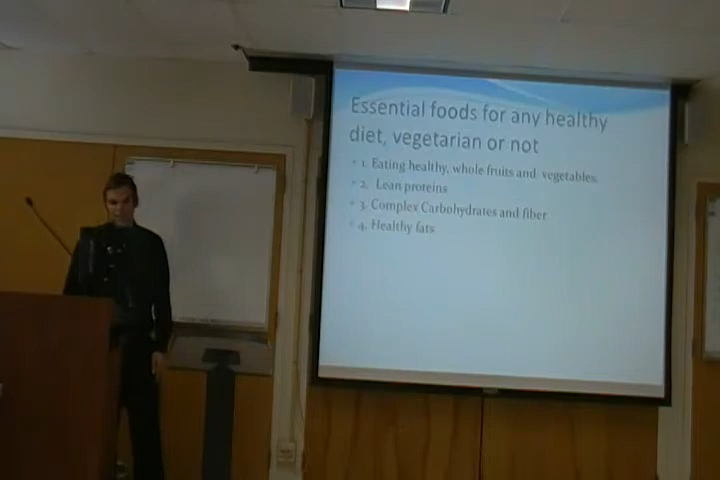 Essential foods for any healthy
diet, vegetarian or not
1. Eating healthy, whole fruits and vegetables.
2. Lean proteins
3. Complex Carbohydrates and fiber
4. Healthy fats